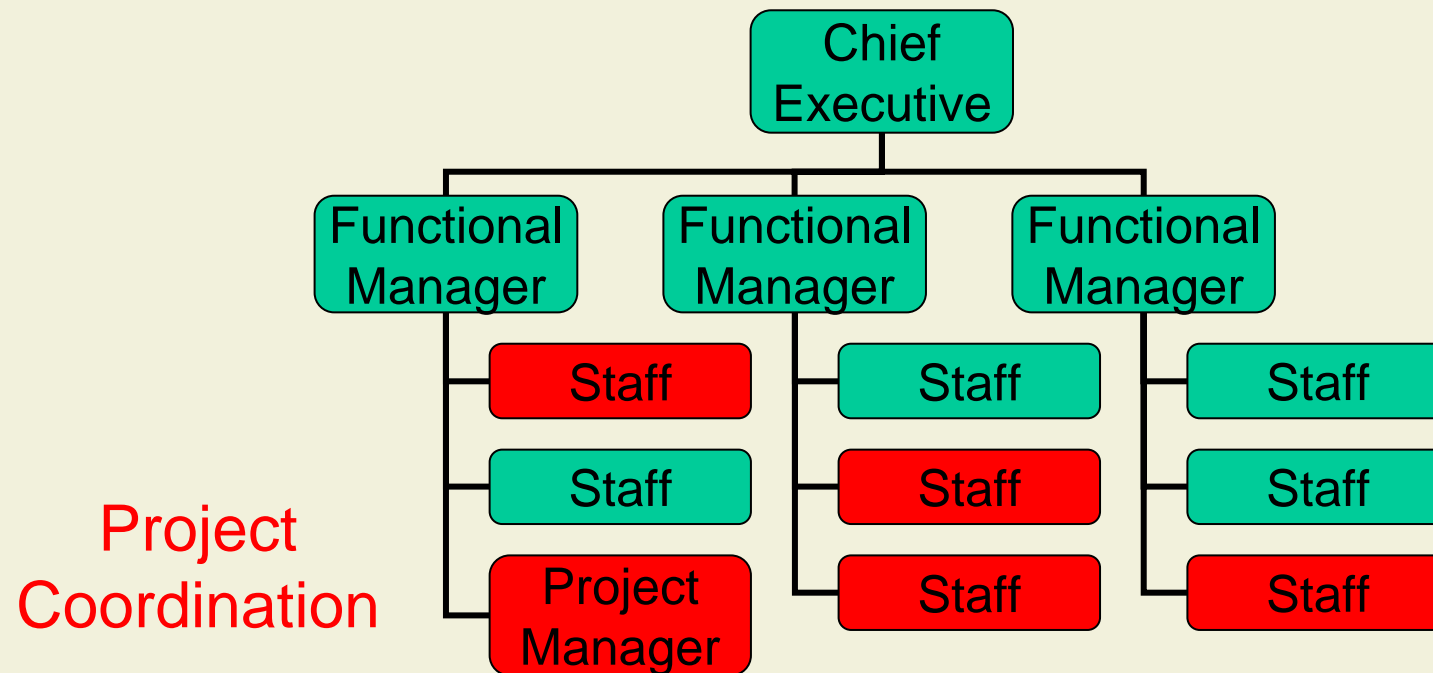 Chief
Executive
Functional
Manager
Functional
Manager
Functional
Manager
Staff
Staff
Staff
Staff
Staff
Staff
Project
Manager
Staff
Staff
Project
Coordination